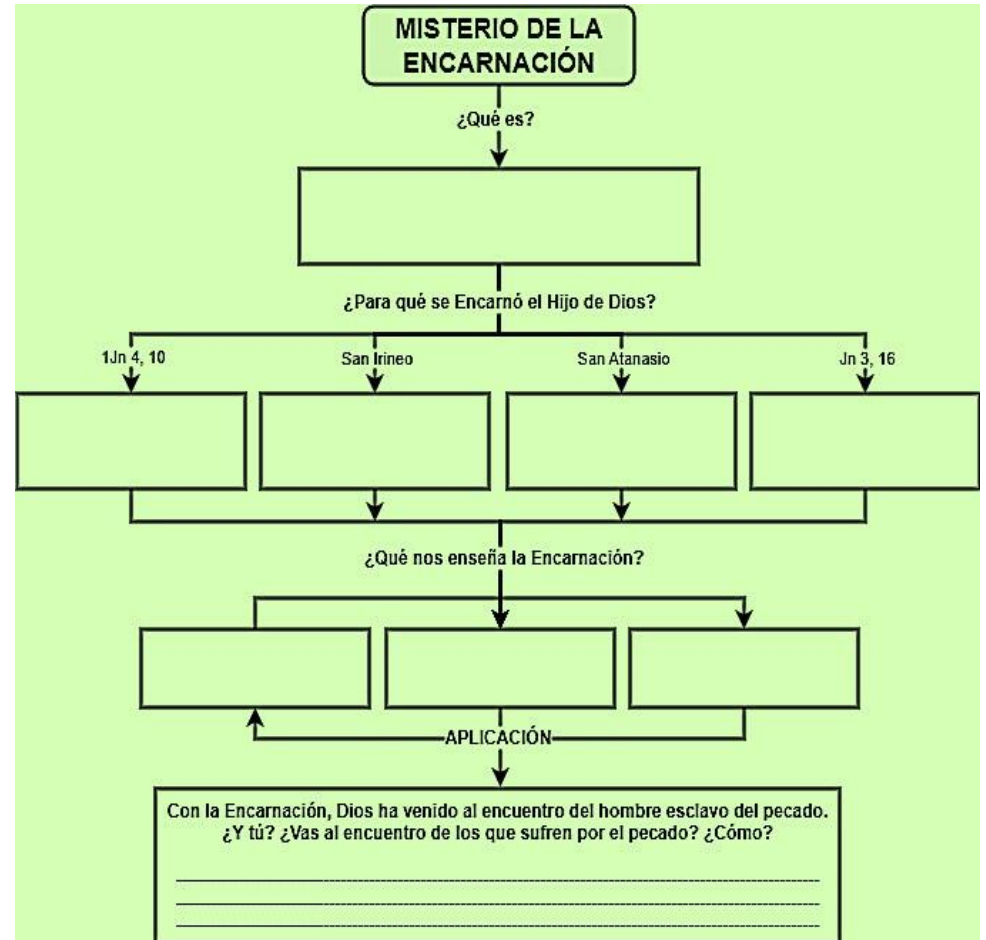 MISTERIO DE LA
ENCARNACIÓN
¿Qué es?
¿Para qué se Encarnó el Hijo de Dios?
1Jn 4, 10
San Irineo
San Atanasio
Jn 3, 16
¿Qué nos enseña la Encarnación?
APLICACIÓN
Con la Encarnación, Dios ha venido al encuentro del hombre esclavo del pecado.
¿Y tú? ¿Vas al encuentro de los que sufren por el pecado? ¿Cómo?